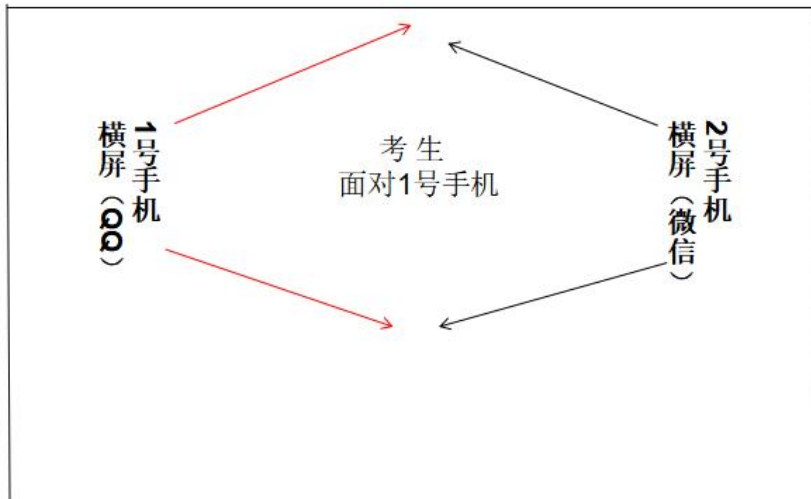 1号手机
横屏（QQ）
考 生
面对1号手机
2号手机
横屏（微信）